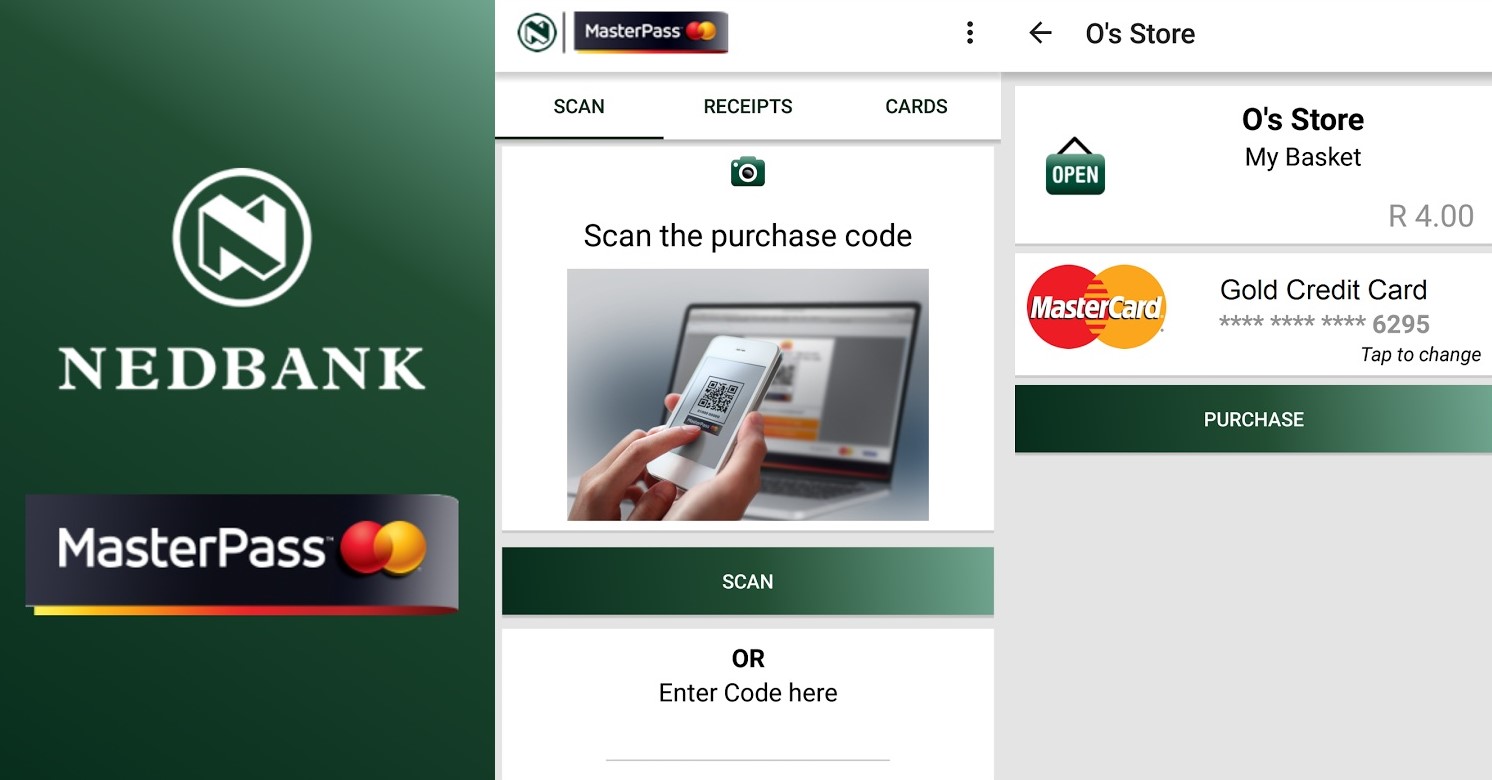 NEDBANK
MasterPass™
MasterPass
SCAN
RECEIPTS
CARDS
Scan the purchase code
SCAN
OR
Enter Code here
O's Store
OPEN
O's Store
My Basket
R 4.00
MasterCard
Gold Credit Card
**** **** **** 6295
Tap to change
PURCHASE